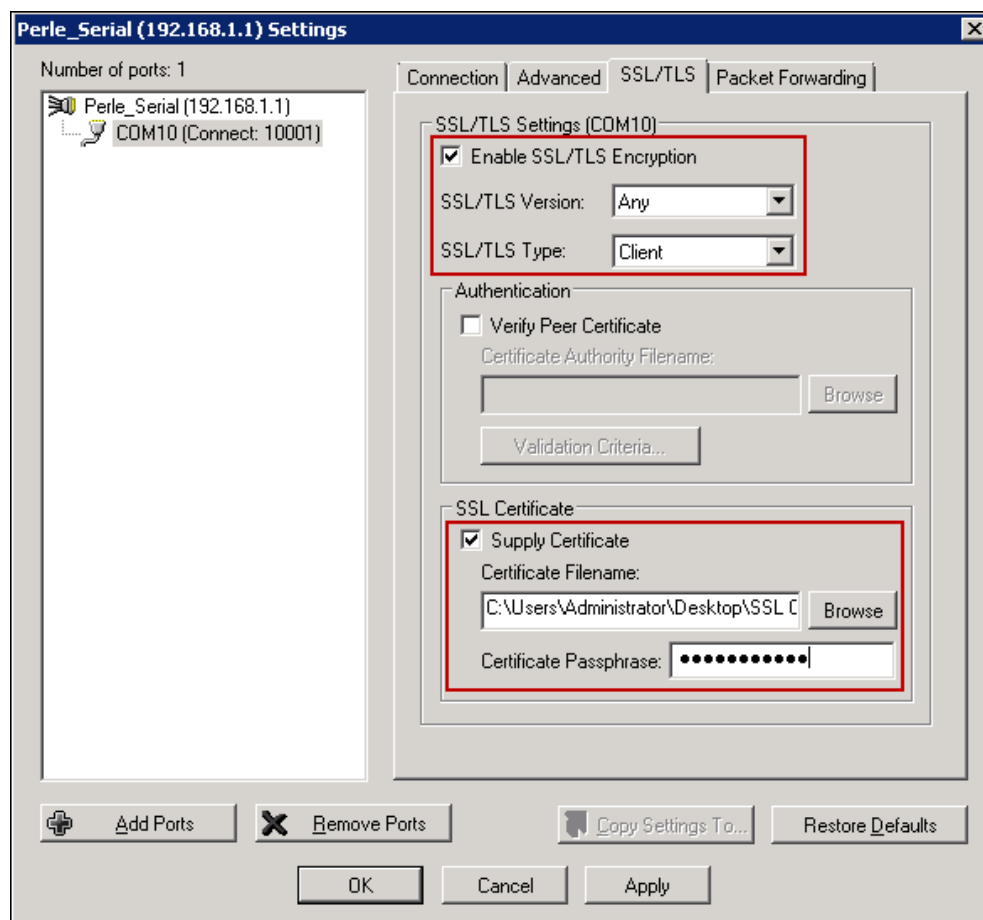 Perle_Serial (192.168.1.1) Settings
Number of ports: 1
Perle_Serial (192.168.1.1)
COM10 (Connect: 10001)
Connection
Advanced
SSL/TLS
Packet Forwarding
SSL/TLS Settings (COM10)
Enable SSL/TLS Encryption
SSL/TLS Version: Any
SSL/TLS Type: Client
Authentication
Verify Peer Certificate
Certificate Authority Filename:
Browse
Validation Criteria...
SSL Certificate
Supply Certificate
Certificate Filename:
C:\Users\Administrator\Desktop\SSL C
Browse
Certificate Passphrase: ●●●●●●●●●●●
Add Ports
Remove Ports
Copy Settings To...
Restore Defaults
OK
Cancel
Apply